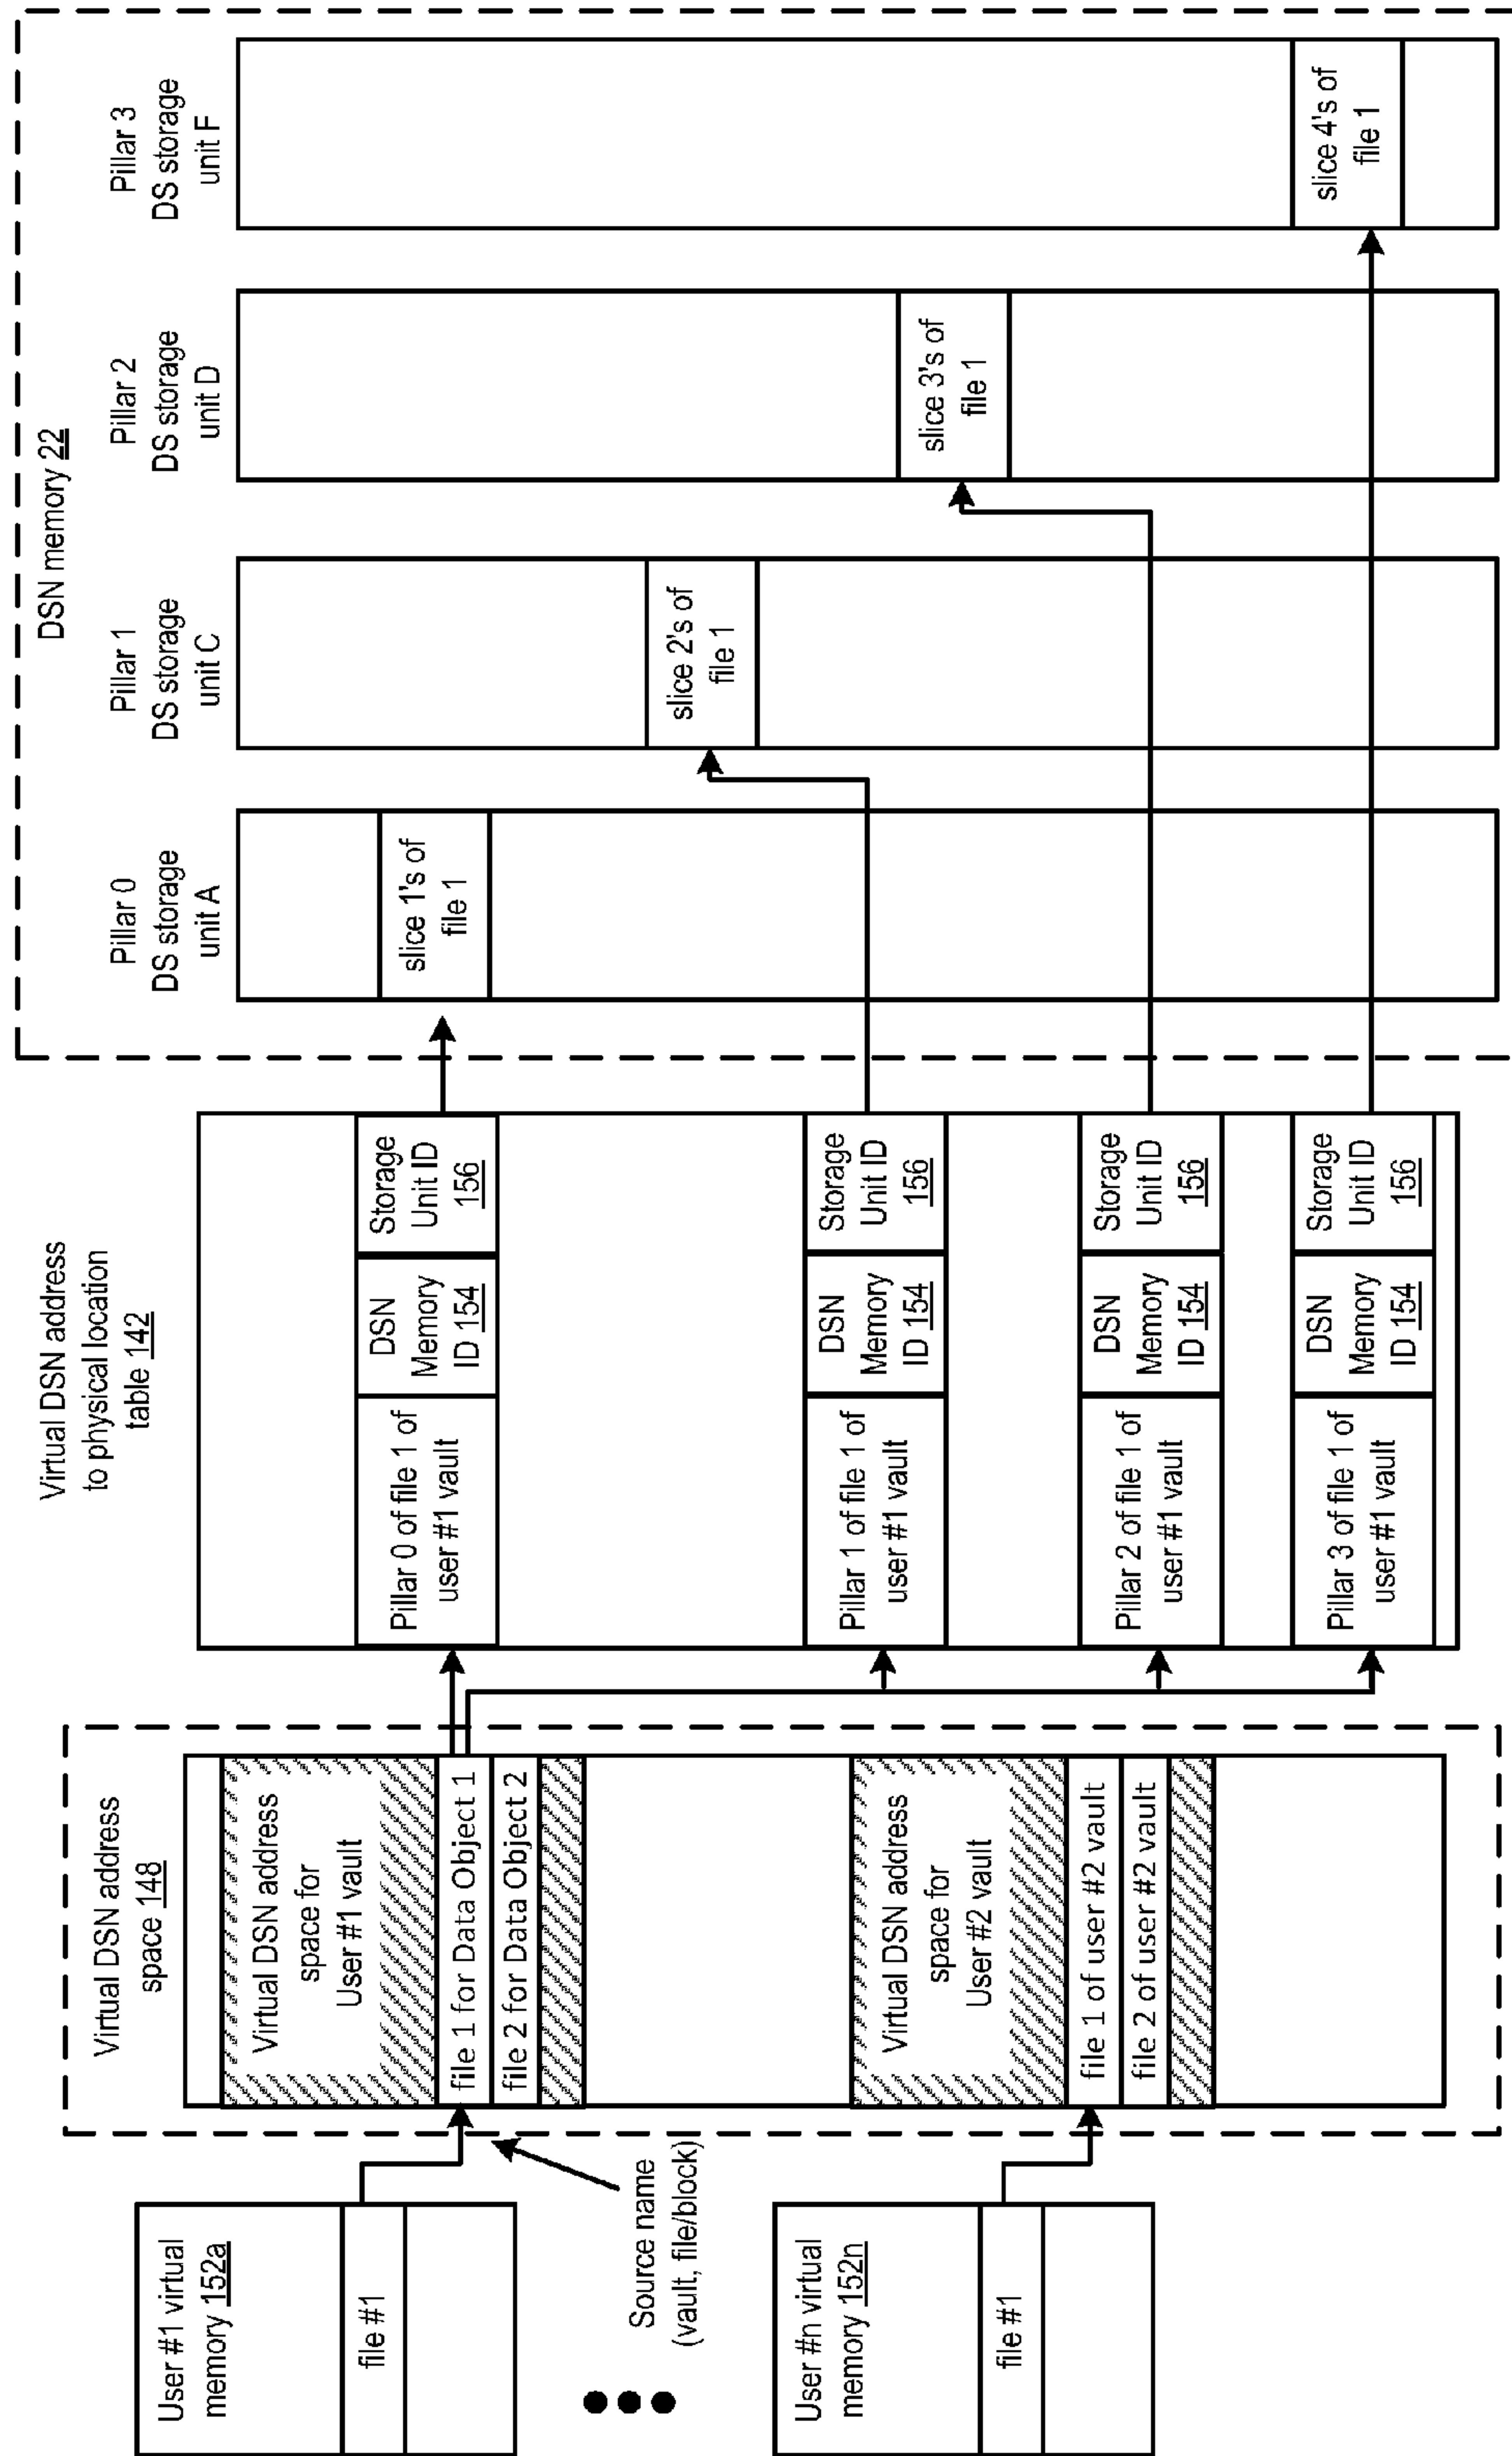 User #1 virtual
memory 152a
file #1
Source name
(vault, file/block)
User #n virtual
memory 152n
file #1
Virtual DSN address
space 148
Virtual DSN address
space for
User #1 vault
file 1 for Data Object 1
file 2 for Data Object 2
Virtual DSN address
space for
User #2 vault
file 1 of user #2 vault
file 2 of user #2 vault
Virtual DSN address
to physical location
table 142
Pillar 0 of file 1 of
user #1 vault
DSN
Memory
ID 154
Storage
Unit ID
156
Pillar 1 of file 1 of
user #1 vault
DSN
Memory
ID 154
Storage
Unit ID
156
Pillar 2 of file 1 of
user #1 vault
DSN
Memory
ID 154
Storage
Unit ID
156
Pillar 3 of file 1 of
user #1 vault
DSN
Memory
ID 154
Storage
Unit ID
156
DSN memory 22
Pillar 0
DS storage
unit A
slice 1's of
file 1
Pillar 1
DS storage
unit C
slice 2's of
file 1
Pillar 2
DS storage
unit D
slice 3's of
file 1
Pillar 3
DS storage
unit F
slice 4's of
file 1